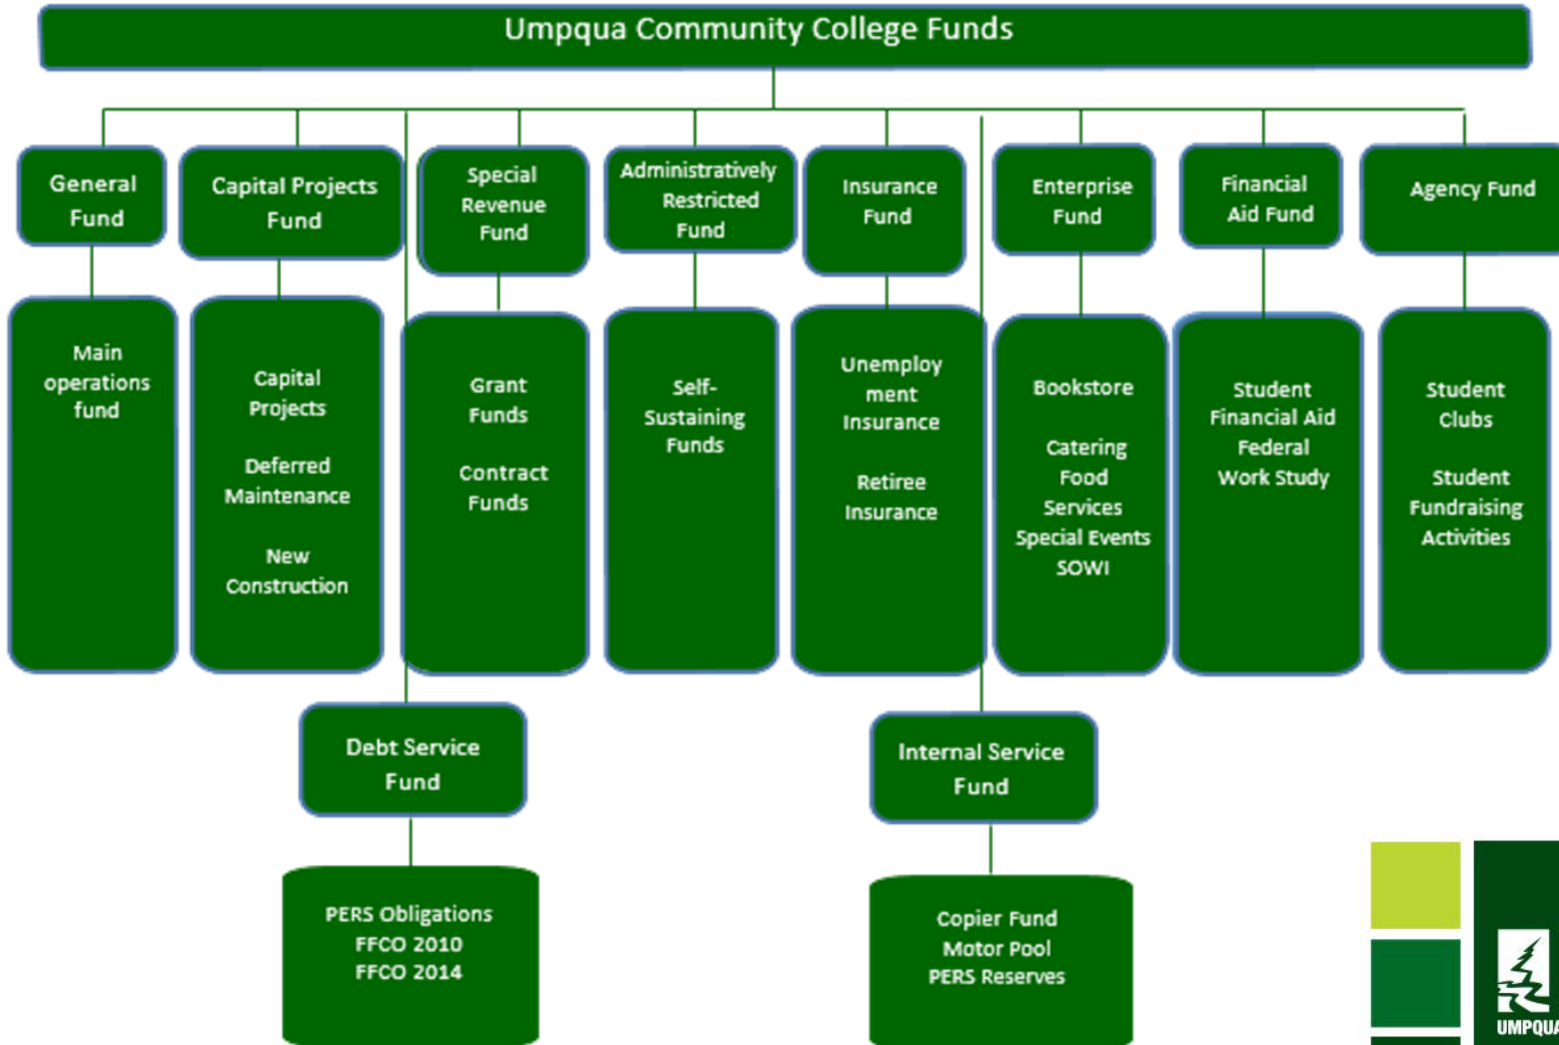 Umpqua Community College Funds
General
Fund
Capital Projects
Fund
Special
Revenue
Fund
Administratively
Restricted
Fund
Insurance
Fund
Enterprise
Fund
Financial
Aid Fund
Agency Fund
Main
operations
fund
Capital
Projects
Deferred
Maintenance
New
Construction
Grant
Funds
Contract
Funds
Self-
Sustaining
Funds
Unemploy
ment
Insurance
Retiree
Insurance
Bookstore
Catering
Food
Services
Special Events
SOWI
Student
Financial Aid
Federal
Work Study
Student
Clubs
Student
Fundraising
Activities
Debt Service
Fund
Internal Service
Fund
PERS Obligations
FFCO 2010
FFCO 2014
Copier Fund
Motor Pool
PERS Reserves
UMPQUA